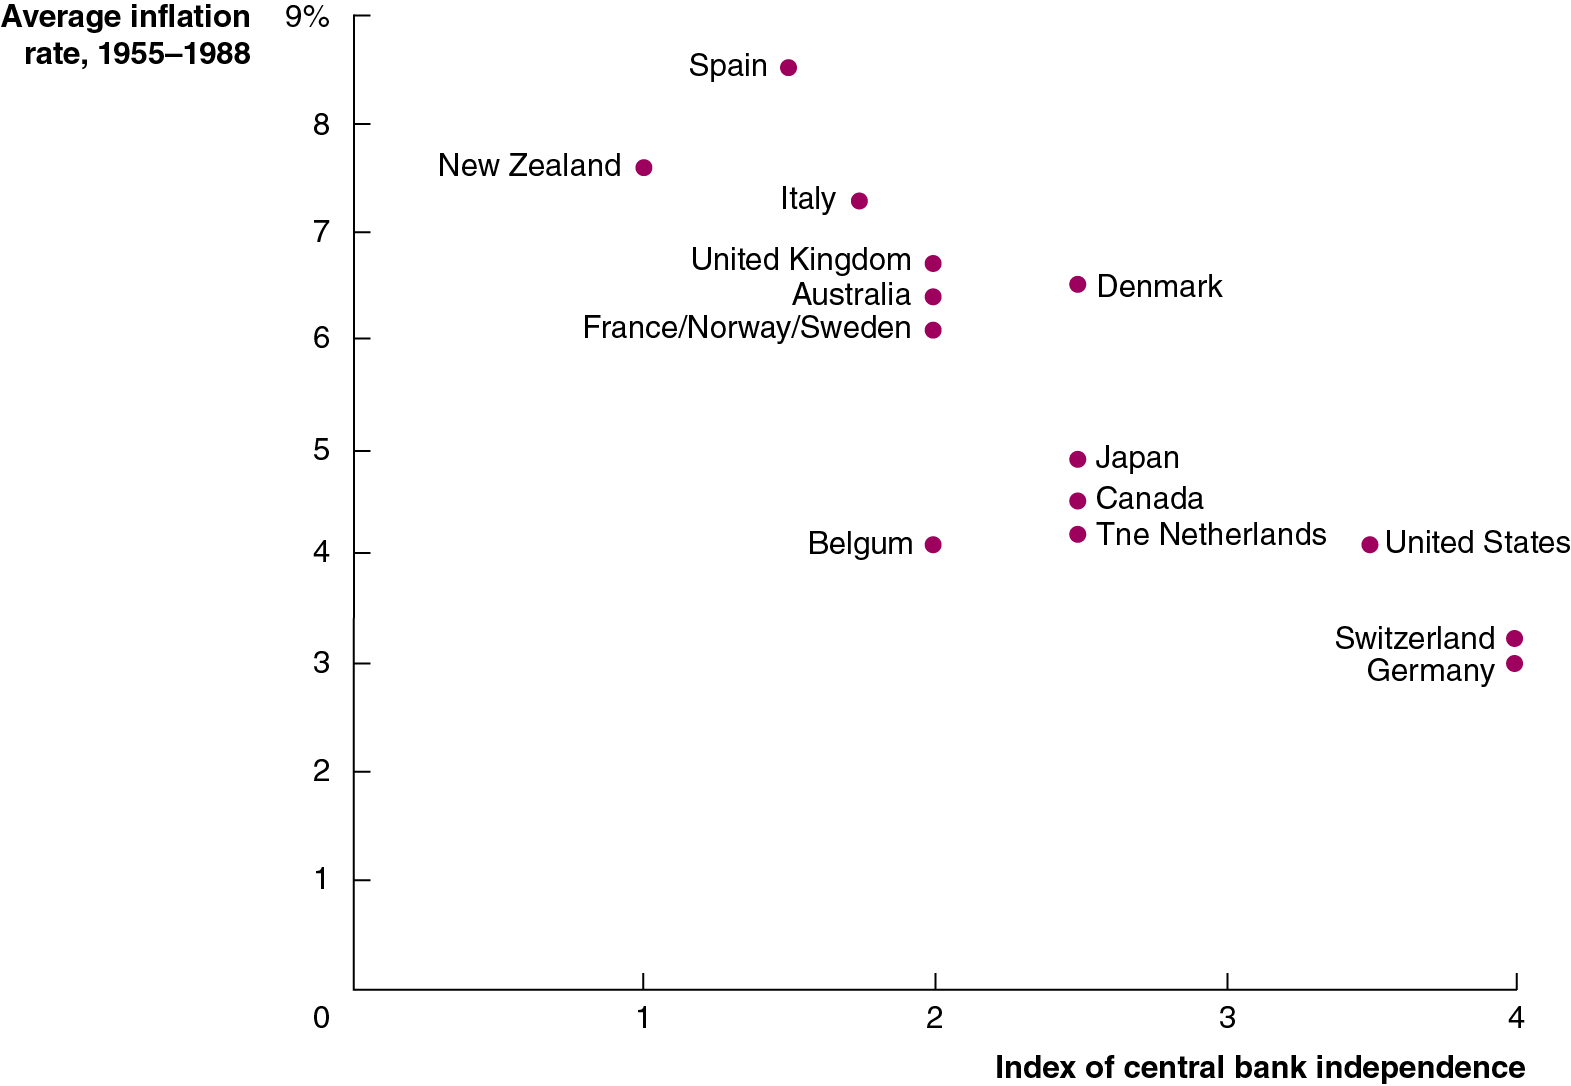 Average inflation
rate, 1955–1988
9%
Spain
8
New Zealand
Italy
7
United Kingdom
Denmark
Australia
France/Norway/Sweden
6
5
Japan
Canada
Tne Netherlands
Belgum
United States
4
Switzerland
3
Germany
2
1
0 1 2 3 4
Index of central bank independence